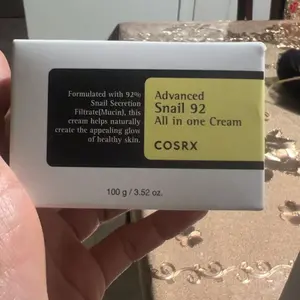 Formulated with 92%
Snail Secretion
Filtrate(Mucin), this
cream helps naturally
create the appealing glow
of healthy skin.
Advanced
Snail 92
All in one Cream
COSRX
100 g / 3.52 oz.